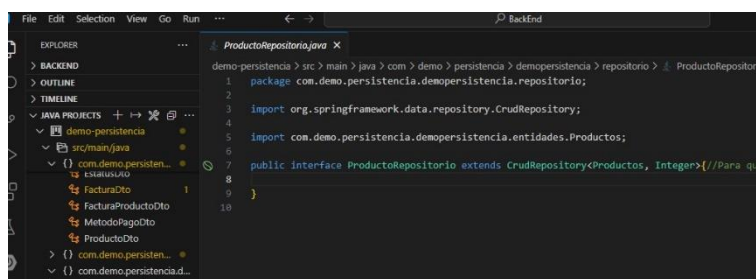 File Edit Selection View Go Run ... BackEnd
EXPLORER ...
BACKEND
OUTLINE
TIMELINE
JAVA PROJECTS ...
demo-persistencia
src/main/java
{} com.demo.persisten...
EstatusDto
FacturaDto 1
FacturaProductoDto
MetodoPagoDto
ProductoDto
{} com.demo.persisten...
{} com.demo.persistencia.d...
ProductoRepositorio.java
demo-persistencia > src > main > java > com > demo > persistencia > demopersistencia > repositorio > ProductoRepositor
1 package com.demo.persistencia.demopersistencia.repositorio;
2
3 import org.springframework.data.repository.CrudRepository;
4
5 import com.demo.persistencia.demopersistencia.entidades.Productos;
6
7 public interface ProductoRepositorio extends CrudRepository<Productos, Integer>{//Para qu
8
9 }
10